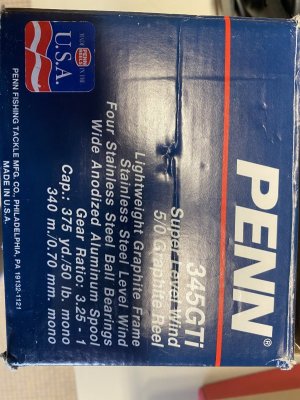 PENN®
345GTi
Super Level Wind
5/0 Graphite Reel
Lightweight Graphite Frame
Stainless Steel Level Wind
Four Stainless Steel Ball Bearings
Wide Anodized Aluminum Spool
Gear Ratio: 3.25 - 1
Cap.: 375 yd./50 lb. mono
340 m./0.70 mm. mono
U.S.A.
PENN FISHING TACKLE MFG. CO. PHILADELPHIA, PA 19132-1121
MADE IN U.S.A.